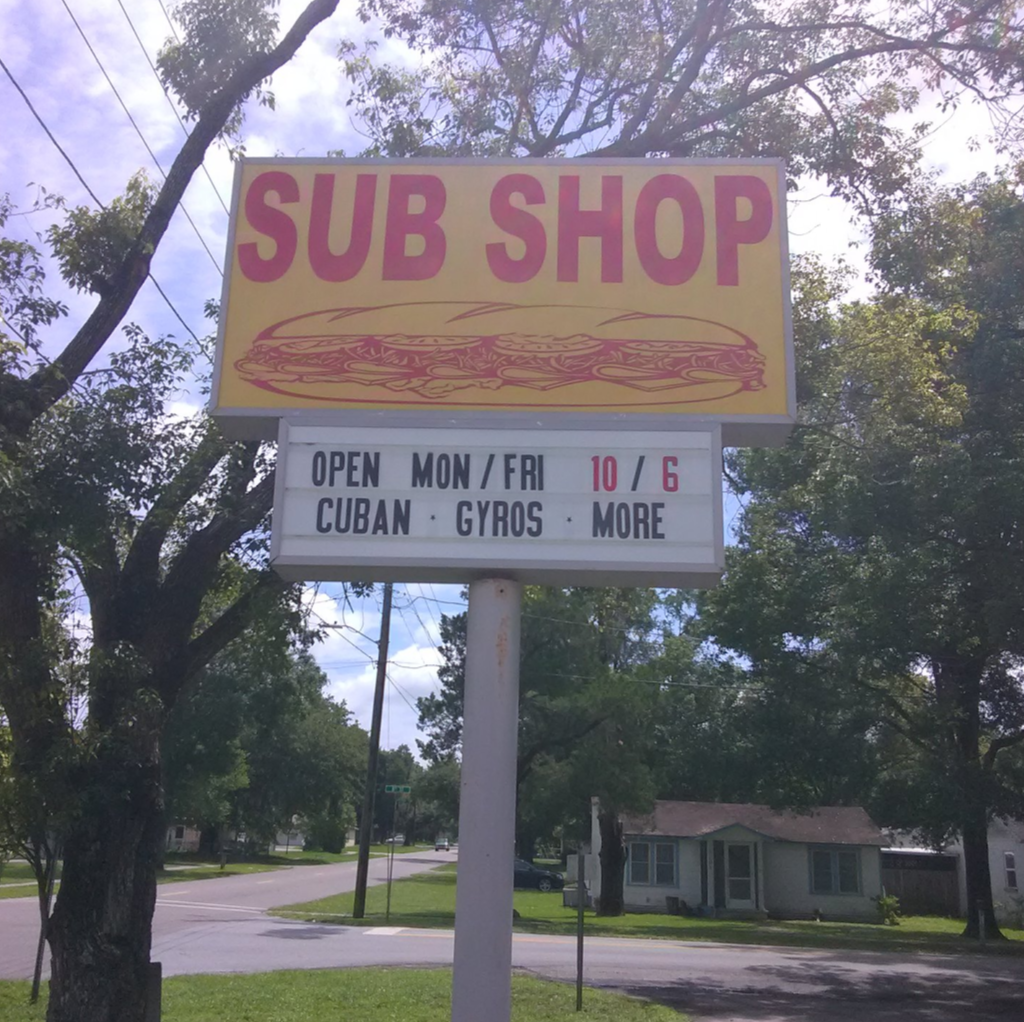 SUB SHOP
OPEN MON/FRI 10/6
CUBAN · GYROS · MORE